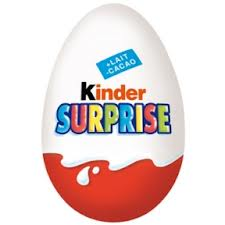 +LAIT
-CACAO
Kinder
SURPRISE